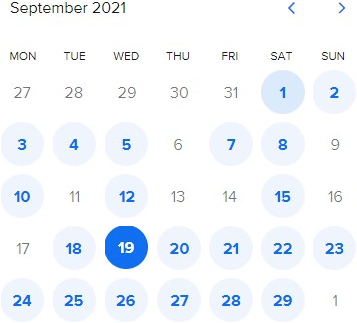 September 2021
MON TUE WED THU FRI SAT SUN
27 28 29 30 31 1 2
3 4 5 6 7 8 9
10 11 12 13 14 15 16
17 18 19 20 21 22 23
24 25 26 27 28 29 1